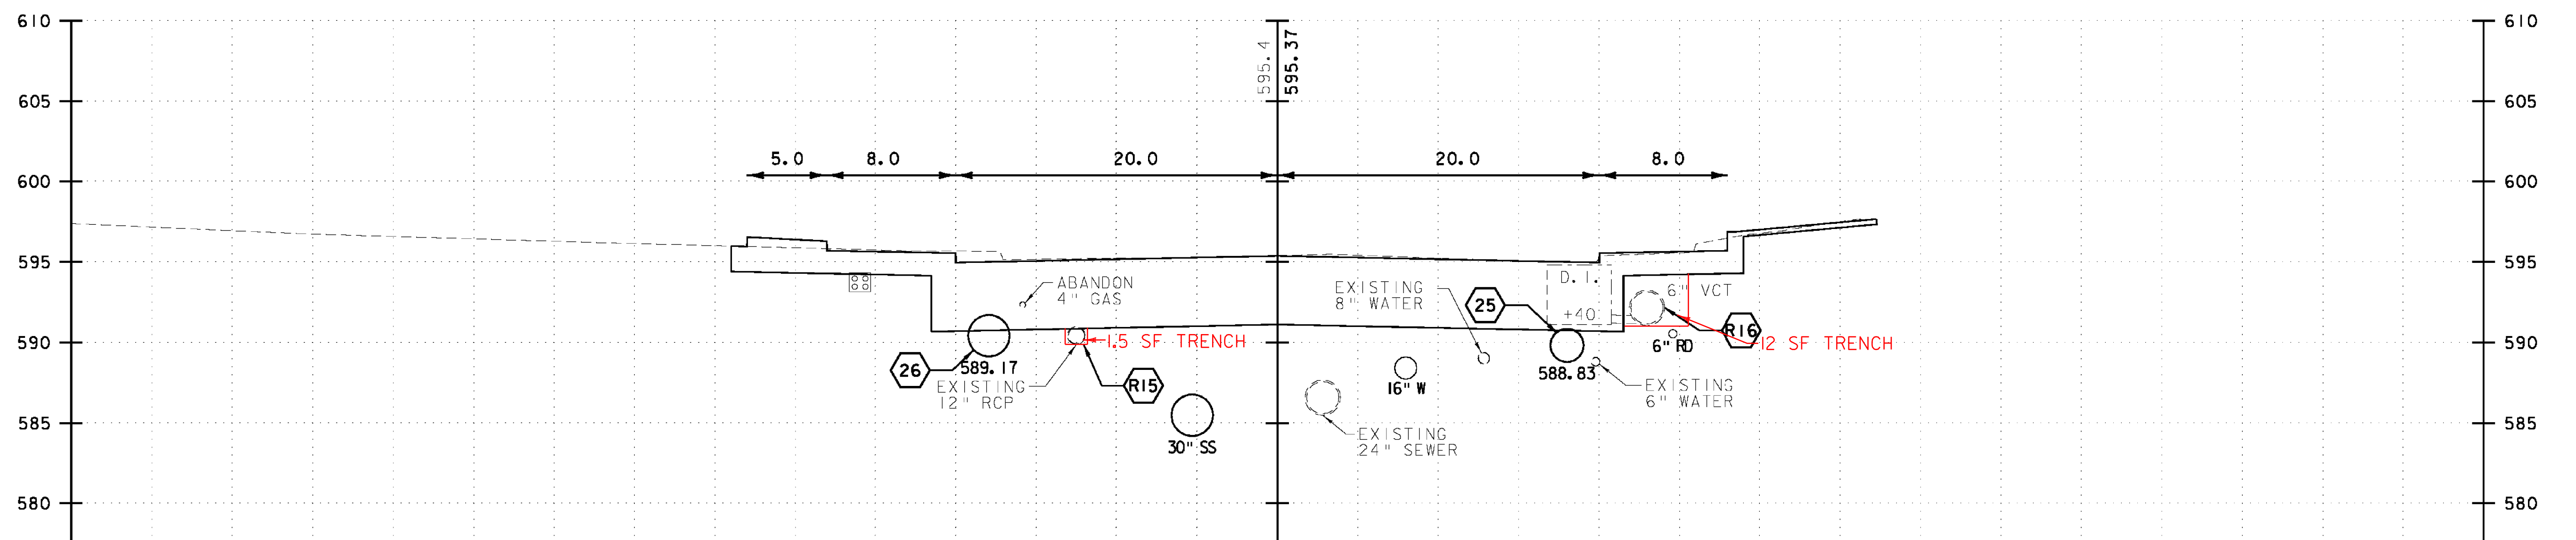 610
610
595.4
595.37
605
605
5.0
8.0
20.0
20.0
8.0
600
600
595
595
ABANDON
4" GAS
EXISTING
8" WATER
25
D. I.
+40
6" VCT
R16
590
590
1.5 SF TRENCH
12 SF TRENCH
6" RD
26
589.17
EXISTING
12" RCP
R15
16" W
588.83
EXISTING
6" WATER
585
585
30" SS
EXISTING
24" SEWER
580
580